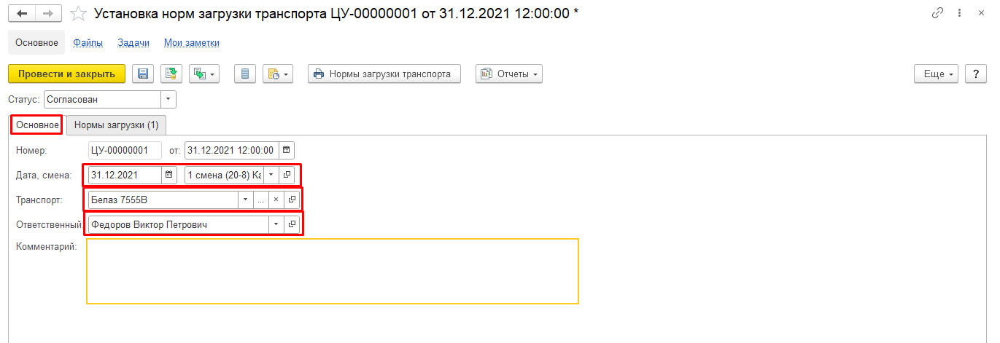 Установка норм загрузки транспорта ЦУ-00000001 от 31.12.2021 12:00:00 *
Основное Файлы Задачи Мои заметки
Провести и закрыть Нормы загрузки транспорта Отчеты Еще ?
Статус: Согласован
Основное Нормы загрузки (1)
Номер: ЦУ-00000001 от: 31.12.2021 12:00:00
Дата, смена: 31.12.2021 1 смена (20-8) Ка
Транспорт: Белаз 7555В ...
Ответственный: Федоров Виктор Петрович
Комментарий: